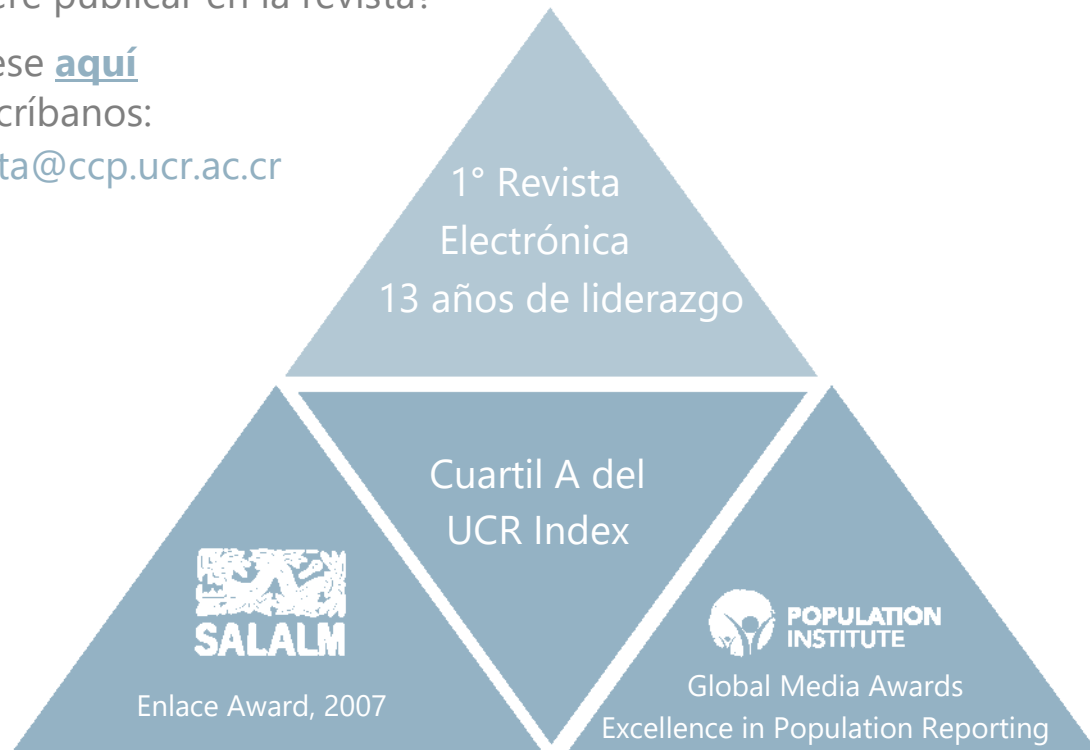 ere publicar en la revista?
ese aquí
críbanos:
ta@ccp.ucr.ac.cr
1° Revista
Electrónica
13 años de liderazgo
Cuartil A del
UCR Index
SALALM
Enlace Award, 2007
POPULATION
INSTITUTE
Global Media Awards
Excellence in Population Reporting